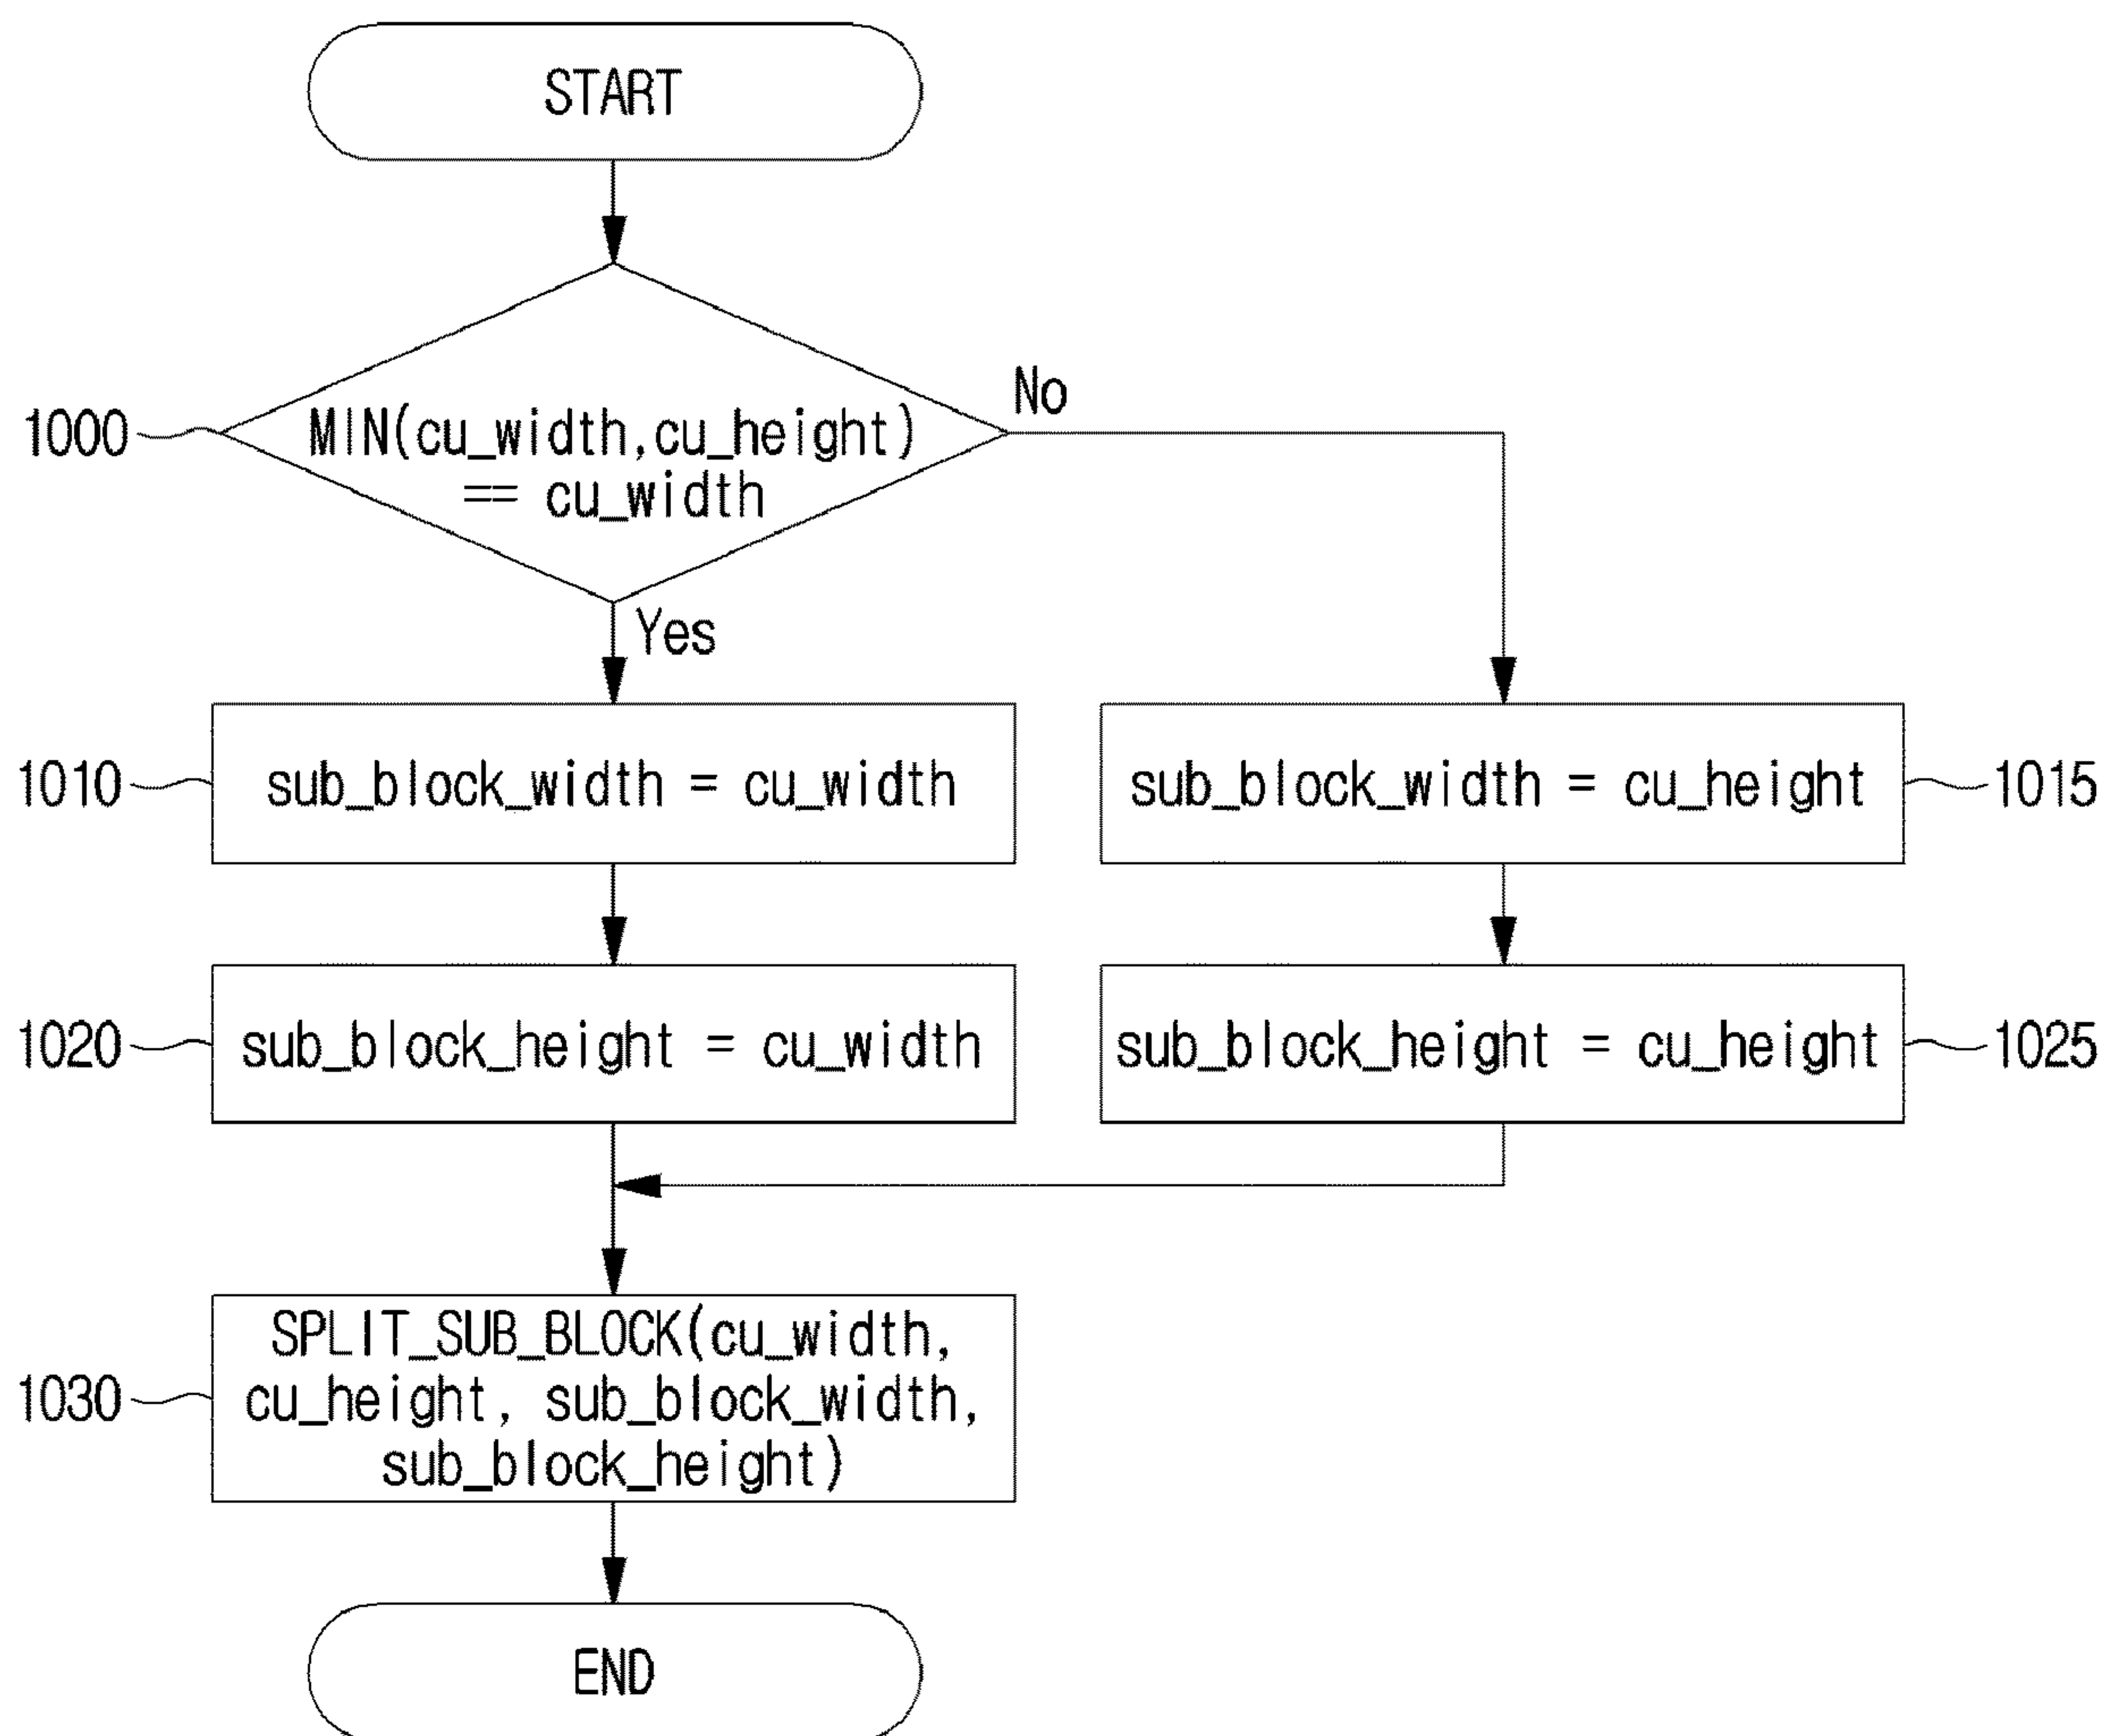 START
1000
MIN(cu_width,cu_height)
== cu_width
No
Yes
1010
sub_block_width = cu_width
sub_block_width = cu_height
1015
1020
sub_block_height = cu_width
sub_block_height = cu_height
1025
1030
SPLIT_SUB_BLOCK(cu_width,
cu_height, sub_block_width,
sub_block_height)
END